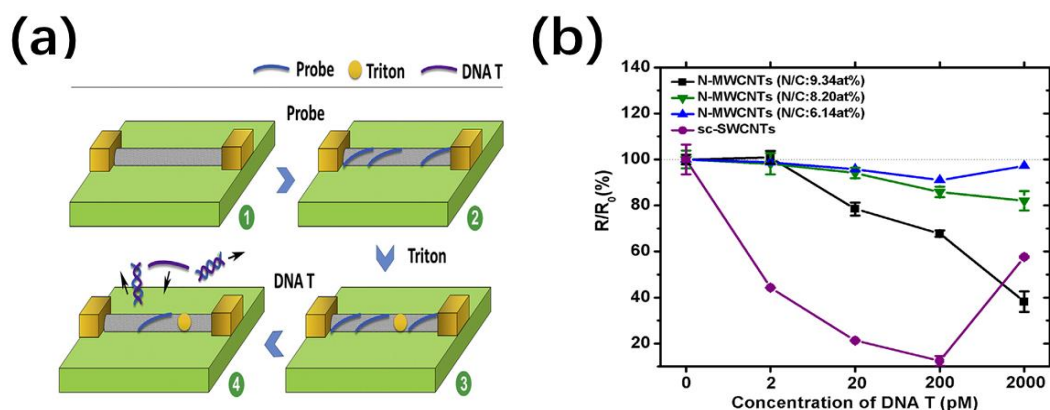 (a)
Probe Triton DNA T
Probe
1
2
Triton
DNA T
4
3
(b)
140
120
100
80
60
40
20
R/R0(%)
N-MWCNTs (N/C:9.34at%)
N-MWCNTs (N/C:8.20at%)
N-MWCNTs (N/C:6.14at%)
sc-SWCNTs
0 2 20 200 2000
Concentration of DNA T (pM)